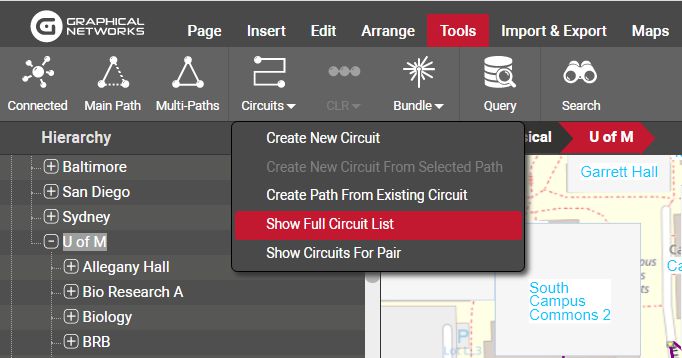 GRAPHICAL
NETWORKS
Page Insert Edit Arrange Tools Import & Export Maps
Connected Main Path Multi-Paths Circuits CLR Bundle Query Search
Hierarchy
U of M
Baltimore
San Diego
Sydney
U of M
Allegany Hall
Bio Research A
Biology
BRB
Create New Circuit
Create New Circuit From Selected Path
Create Path From Existing Circuit
Show Full Circuit List
Show Circuits For Pair
Garrett Hall
South
Campus
Commons 2
P